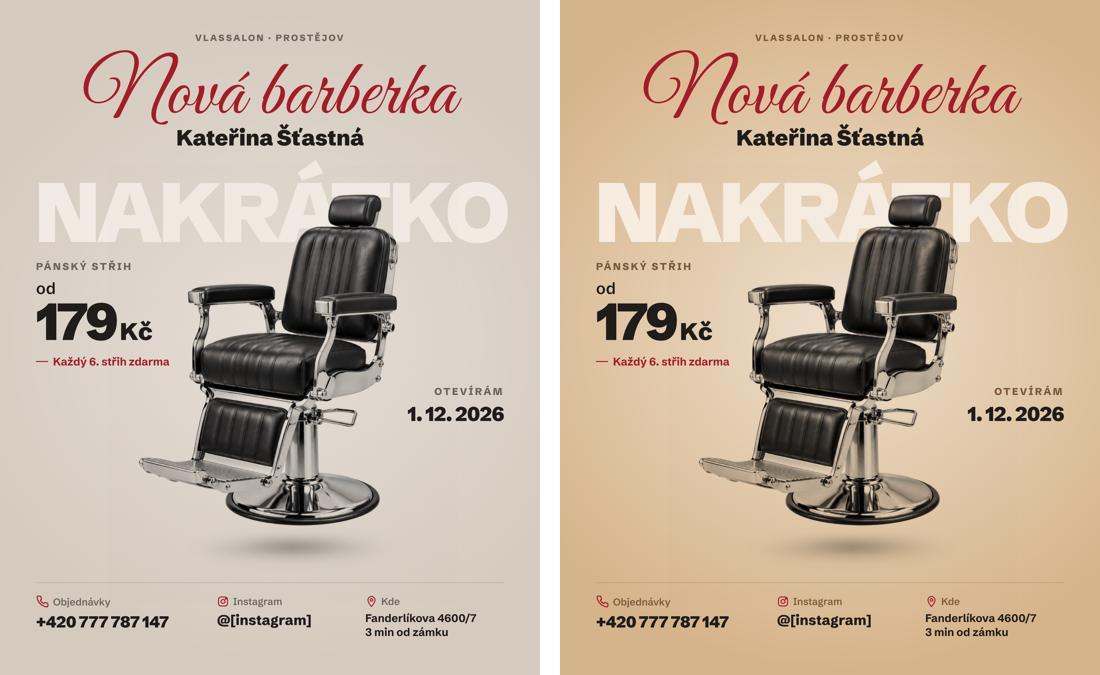 VLASSALON · PROSTĚJOV
Nová barberka
Kateřina Šťastná
NAKRÁTKO
PÁNSKÝ STŘIH
od
179 Kč
— Každý 6. střih zdarma
OTEVÍRÁM
1. 12. 2026
Objednávky
+420 777 787 147
Instagram
@[instagram]
Kde
Fanderlíkova 4600/7
3 min od zámku
VLASSALON · PROSTĚJOV
Nová barberka
Kateřina Šťastná
NAKRÁTKO
PÁNSKÝ STŘIH
od
179 Kč
— Každý 6. střih zdarma
OTEVÍRÁM
1. 12. 2026
Objednávky
+420 777 787 147
Instagram
@[instagram]
Kde
Fanderlíkova 4600/7
3 min od zámku